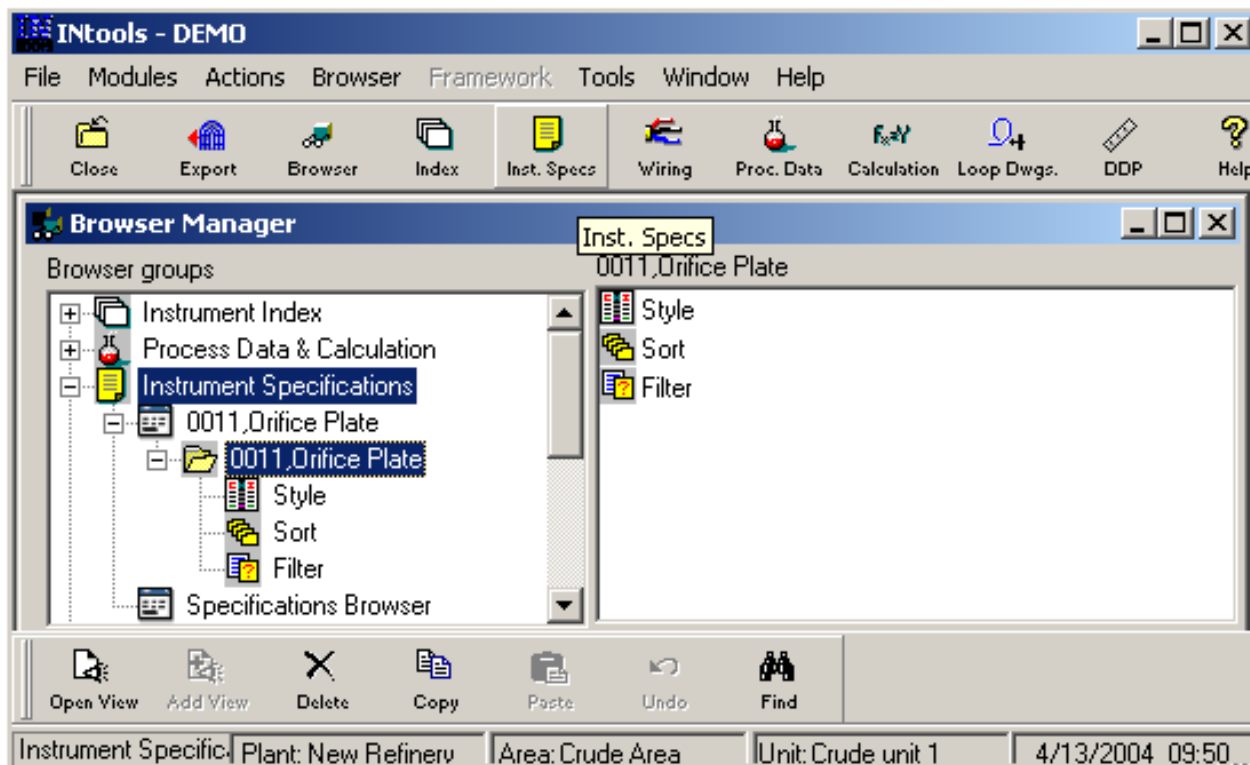 INtools - DEMO
File Modules Actions Browser Framework Tools Window Help
Close Export Browser Index Inst. Specs Wiring Proc. Data Calculation Loop Dwgs. DDP Help
Browser Manager
Inst. Specs
Browser groups
0011,Orifice Plate
Instrument Index
Process Data & Calculation
Instrument Specifications
0011,Orifice Plate
0011,Orifice Plate
Style
Sort
Filter
Specifications Browser
Style
Sort
Filter
Open View Add View Delete Copy Paste Undo Find
Instrument Specific Plant: New Refinery Area: Crude Area Unit: Crude unit 1 4/13/2004 09:50